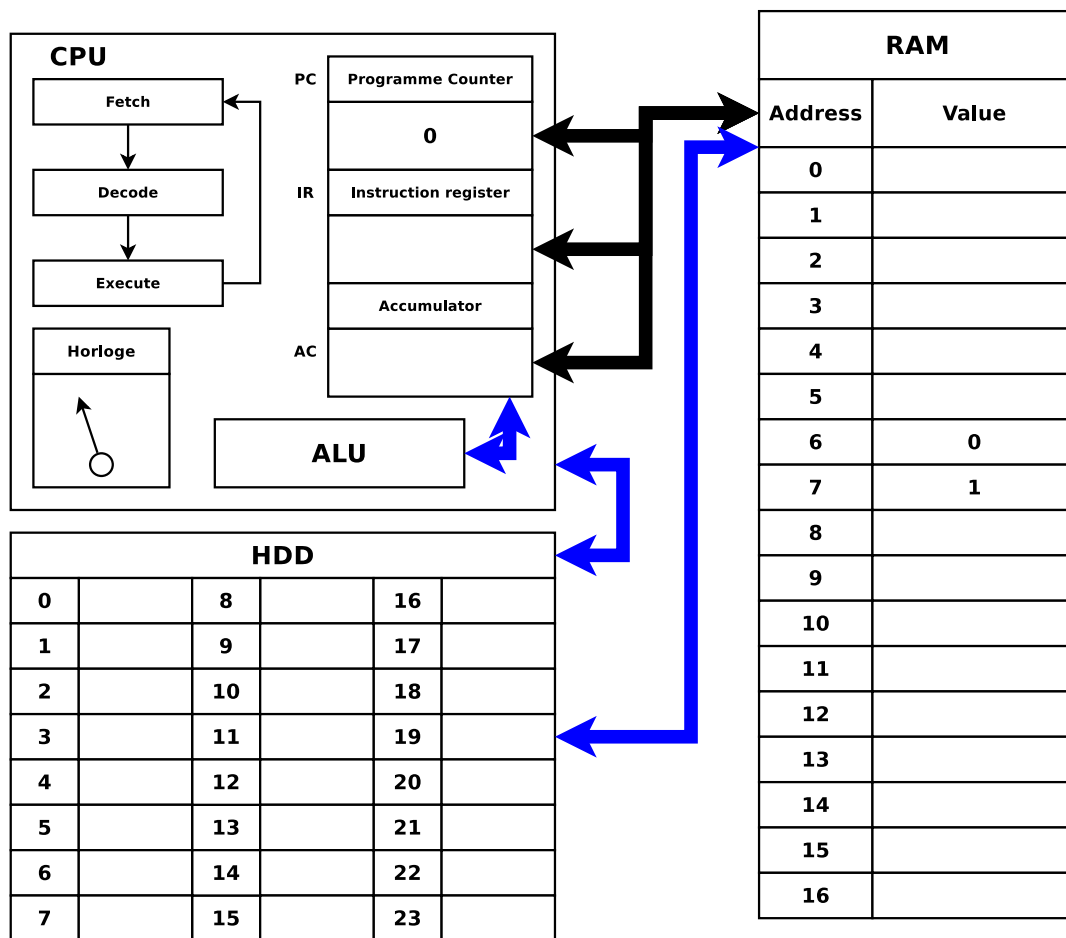 CPU
Fetch
Decode
Execute
Horloge
PC
Programme Counter
0
IR
Instruction register
Accumulator
AC
ALU
RAM
Address Value
0
1
2
3
4
5
6 0
7 1
8
9
10
11
12
13
14
15
16
HDD
0 8 16
1 9 17
2 10 18
3 11 19
4 12 20
5 13 21
6 14 22
7 15 23